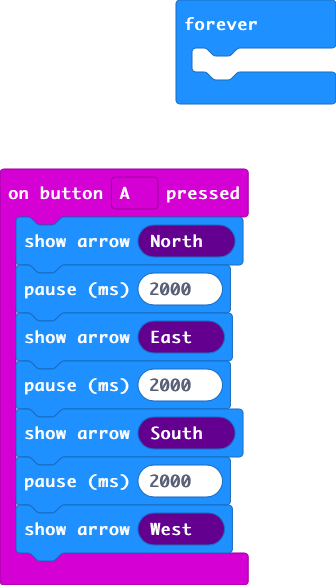 forever
on button A pressed
show arrow North
pause (ms) 2000
show arrow East
pause (ms) 2000
show arrow South
pause (ms) 2000
show arrow West